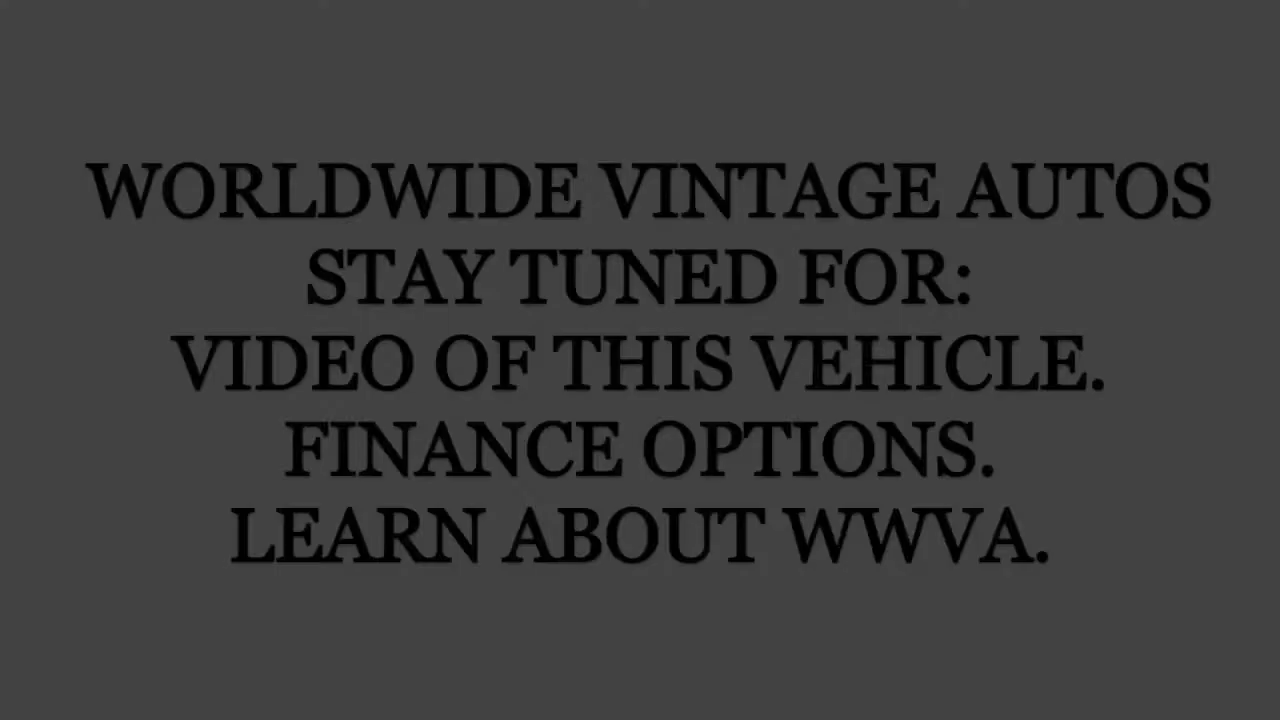 WORLDWIDE VINTAGE AUTOS
STAY TUNED FOR:
VIDEO OF THIS VEHICLE.
FINANCE OPTIONS.
LEARN ABOUT WWVA.